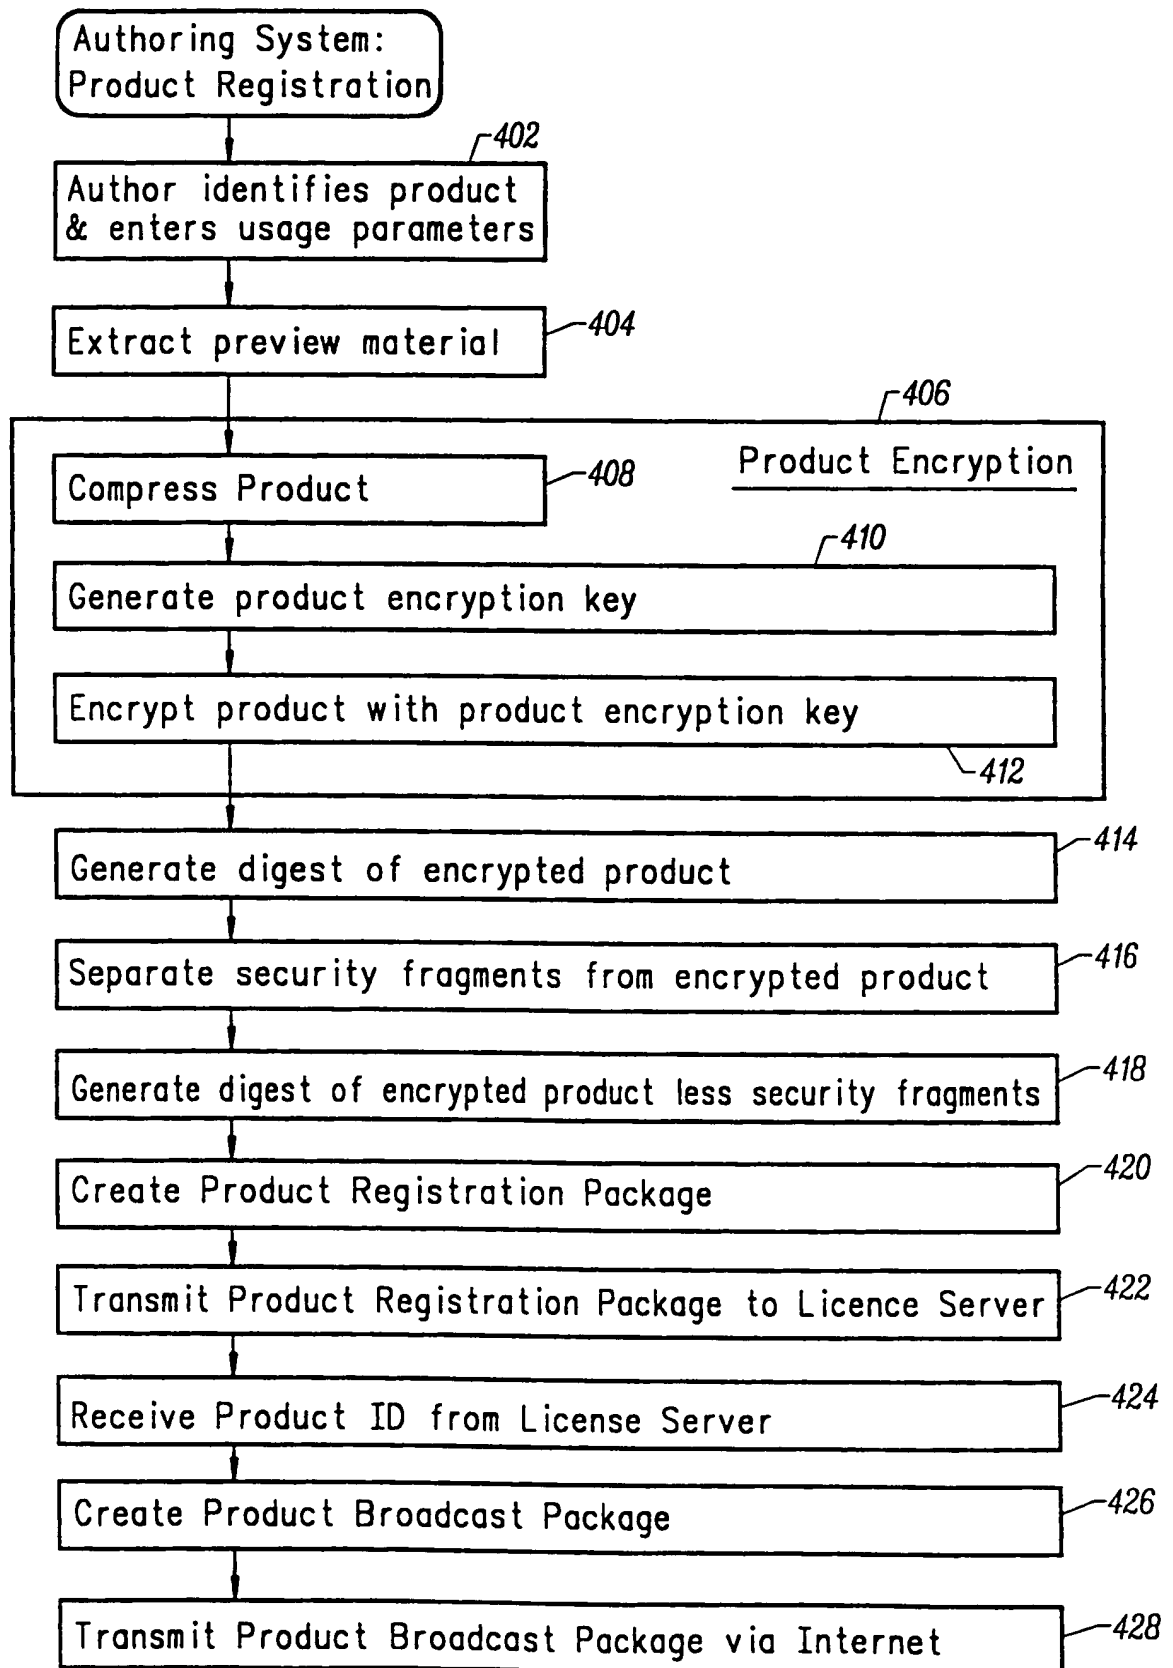 Authoring System:
Product Registration
402
Author identifies product
& enters usage parameters
404
Extract preview material
406
Product Encryption
408
Compress Product
410
Generate product encryption key
Encrypt product with product encryption key
412
414
Generate digest of encrypted product
416
Separate security fragments from encrypted product
418
Generate digest of encrypted product less security fragments
420
Create Product Registration Package
422
Transmit Product Registration Package to Licence Server
424
Receive Product ID from License Server
426
Create Product Broadcast Package
428
Transmit Product Broadcast Package via Internet